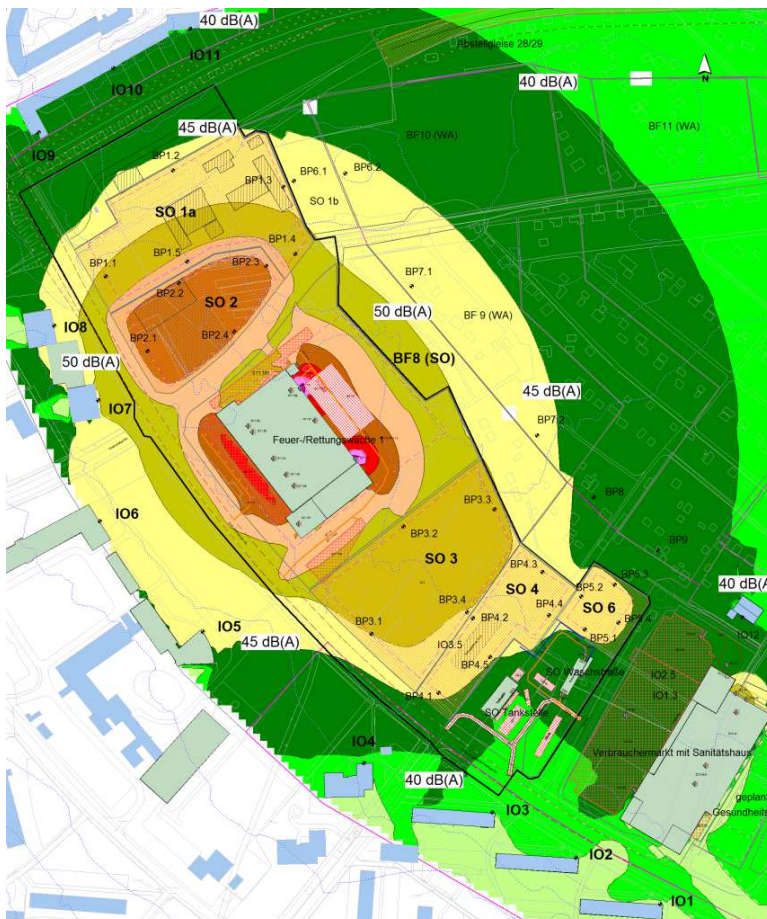 40 dB(A)
IO11
Abstellgleise 28/29
IO10
N
40 dB(A)
45 dB(A)
BF10 (WA)
BF11 (WA)
IO9
BP1.2
BP6.1
BP6.2
BP1.3
SO 1b
SO 1a
BP1.4
BP1.5
BP2.3
BP1.1
BP2.2
BP7.1
SO 2
50 dB(A)
BF 9 (WA)
IO8
BP2.4
BP2.1
50 dB(A)
BF8 (SO)
45 dB(A)
IO7
BP7.2
Feuer-/Rettungswache 1
BP8
BP3.3
IO6
BP3.2
SO 3
BP9
BP4.3
BP5.3
SO 4
BP5.2
40 dB(A)
SO 6
BP3.4
BP4.4
BP4.2
BP5.4
IO12
BP3.1
IO5
BP5.1
45 dB(A)
IO3.5
BP4.5
SO Waschstraße
IO2.5
BP4.1
IO1.3
SO Tankstelle
Verbrauchermarkt mit Sanitätshaus
IO4
40 dB(A)
geplant
Gesundheits
IO3
IO2
IO1